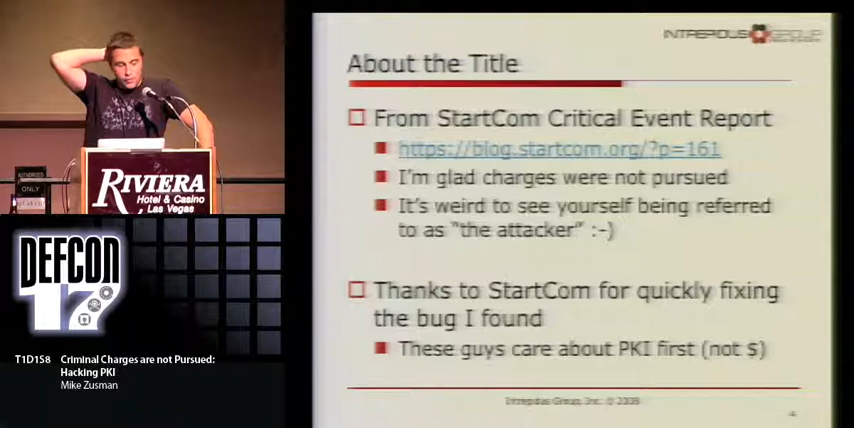 INTREPIDUS GROUP
About the Title
From StartCom Critical Event Report
https://blog.startcom.org/?p=161
I'm glad charges were not pursued
It's weird to see yourself being referred
to as "the attacker" :-)
Thanks to StartCom for quickly fixing
the bug I found
These guys care about PKI first (not $)
Intrepidus Group, Inc. © 2009
4
AUTHORIZED
ONLY
RIVIERA
Hotel & Casino
Las Vegas
DEFCON
17
T1D1S8 Criminal Charges are not Pursued:
Hacking PKI
Mike Zusman